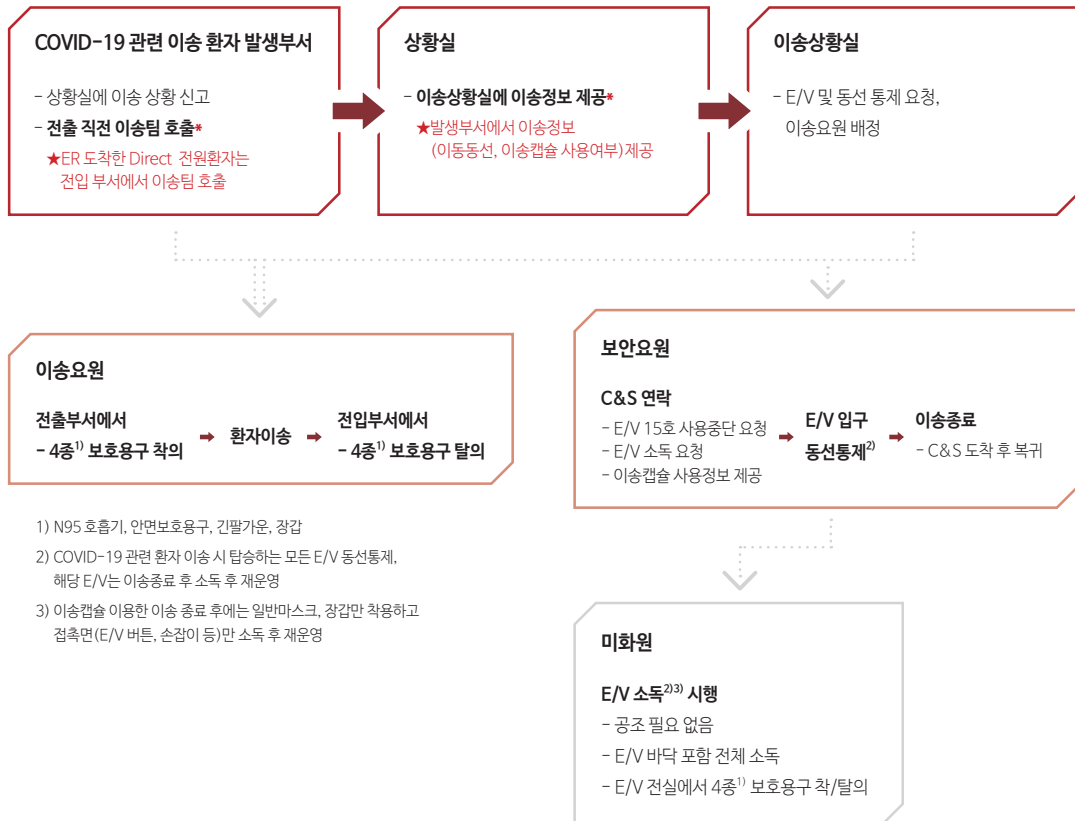 COVID-19 관련 이송 환자 발생부서
- 상황실에 이송 상황 신고
- 전출 직전 이송팀 호출*
★ER 도착한 Direct 전원환자는
전입 부서에서 이송팀 호출
상황실
- 이송상황실에 이송정보 제공*
★발생부서에서 이송정보
(이동동선, 이송캡슐 사용여부)제공
이송상황실
- E/V 및 동선 통제 요청,
이송요원 배정
이송요원
전출부서에서
- 4종1) 보호용구 착의
환자이송
전입부서에서
- 4종1) 보호용구 탈의
보안요원
C&S 연락
- E/V 15호 사용중단 요청
- E/V 소독 요청
- 이송캡슐 사용정보 제공
E/V 입구
동선통제2)
이송종료
- C&S 도착 후 복귀
1) N95 호흡기, 안면보호용구, 긴팔가운, 장갑
2) COVID-19 관련 환자 이송 시 탑승하는 모든 E/V 동선통제,
해당 E/V는 이송종료 후 소독 후 재운영
3) 이송캡슐 이용한 이송 종료 후에는 일반마스크, 장갑만 착용하고
접촉면(E/V 버튼, 손잡이 등)만 소독 후 재운영
미화원
E/V 소독2)3) 시행
- 공조 필요 없음
- E/V 바닥 포함 전체 소독
- E/V 전실에서 4종1) 보호용구 착/탈의